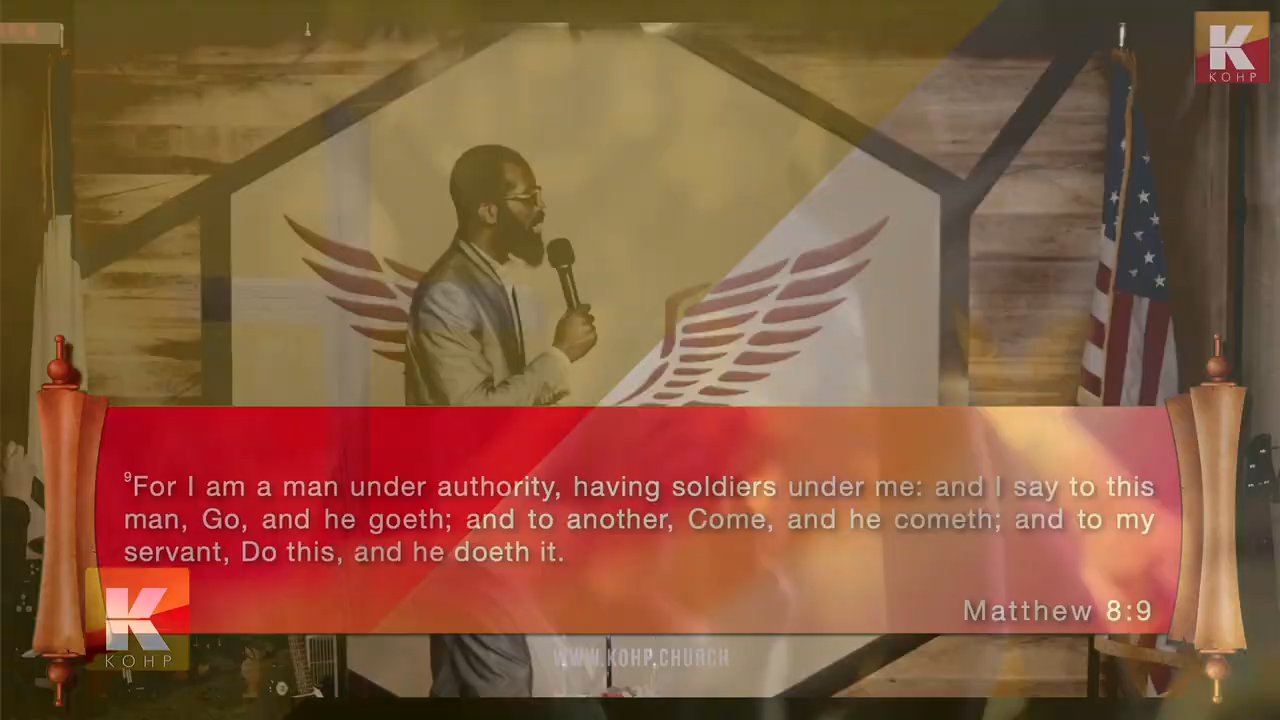 K
KOHP
⁹For I am a man under authority, having soldiers under me: and I say to this
man, Go, and he goeth; and to another, Come, and he cometh; and to my
servant, Do this, and he doeth it.
Matthew 8:9
K
KOHP
WWW.KOHP.CHURCH